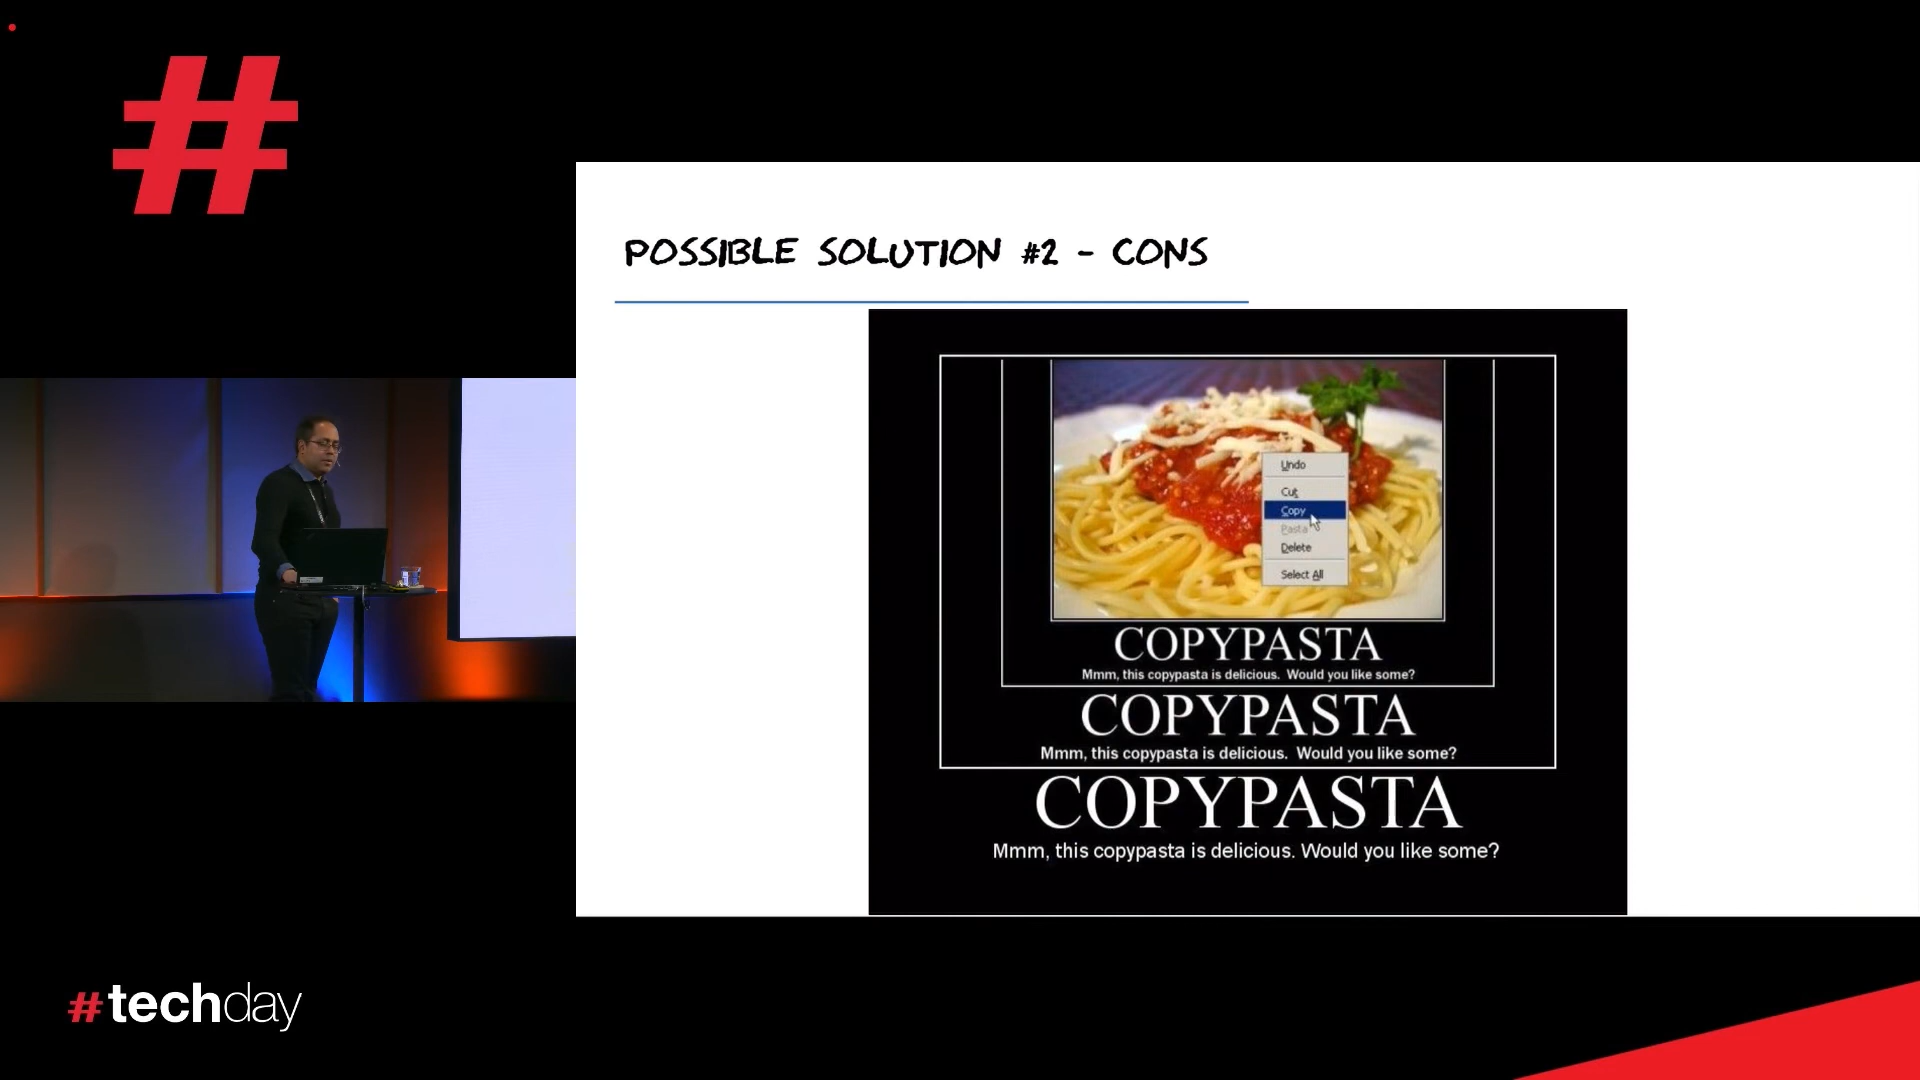 #
POSSIBLE SOLUTION #2 - CONS
Undo
Cut
Copy
Pasta
Delete
Select All
COPYPASTA
Mmm, this copypasta is delicious. Would you like some?
COPYPASTA
Mmm, this copypasta is delicious. Would you like some?
COPYPASTA
Mmm, this copypasta is delicious. Would you like some?
#techday